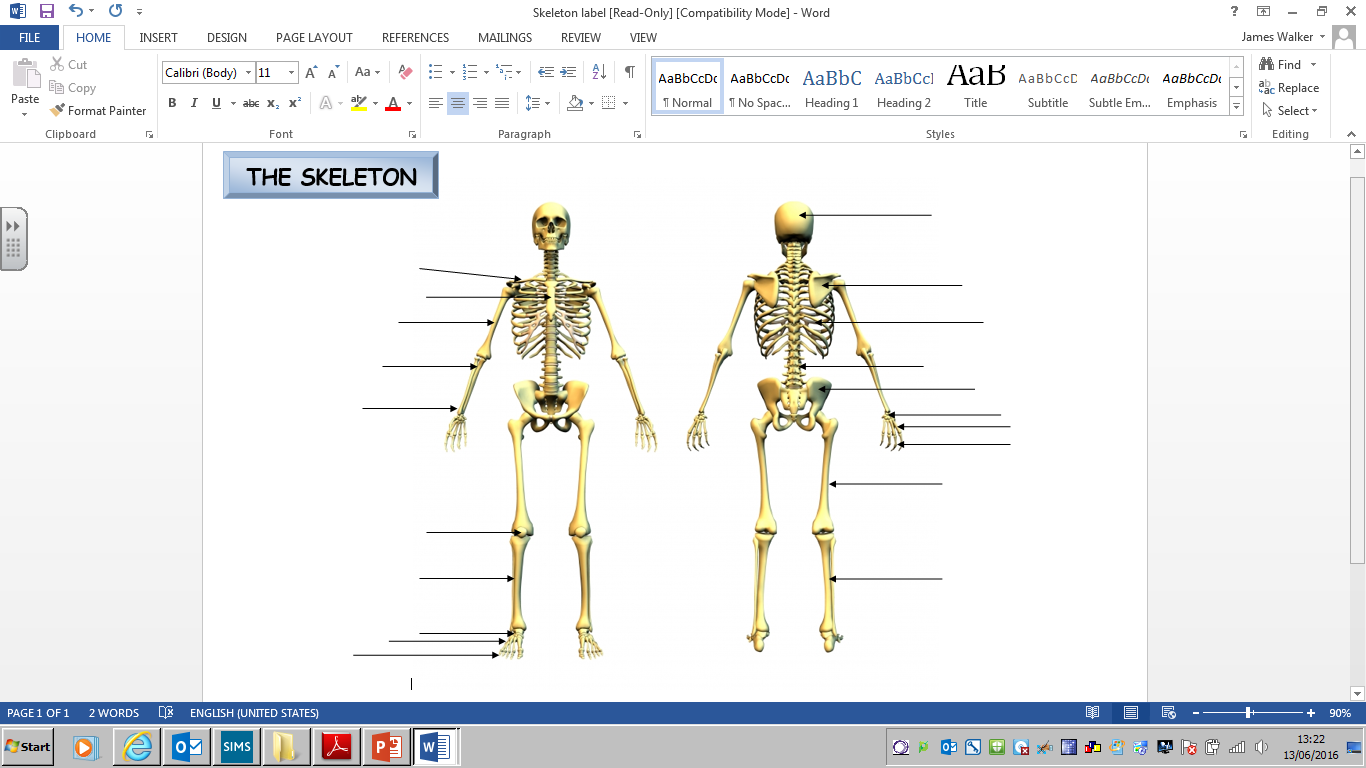 Skeleton label [Read-Only] [Compatibility Mode] - Word
FILE HOME INSERT DESIGN PAGE LAYOUT REFERENCES MAILINGS REVIEW VIEW James Walker
Paste
Cut
Copy
Format Painter
Clipboard
Calibri (Body) 11
Font
Paragraph
AaBbCcDc AaBbCcDc AaBbC AaBbCcI AaB AaBbCcD AaBbCcDc AaBbCcDc
¶ Normal ¶ No Spac... Heading 1 Heading 2 Title Subtitle Subtle Em... Emphasis
Styles
Find
Replace
Select
Editing
THE SKELETON
PAGE 1 OF 1 2 WORDS ENGLISH (UNITED STATES) 90%
Start SIMS
13:22
13/06/2016